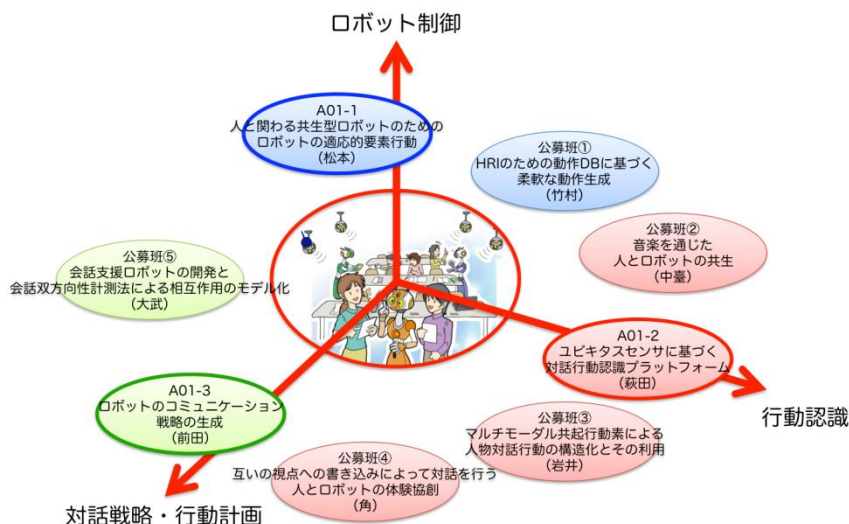 ロボット制御
A01-1
人と関わる共生型ロボットのための
ロボットの適応的要素行動
(松本)
公募班①
HRIのための動作DBに基づく
柔軟な動作生成
(竹村)
公募班②
音楽を通じた
人とロボットの共生
(中臺)
公募班⑤
会話支援ロボットの開発と
会話双方向性計測法による相互作用のモデル化
(大武)
A01-2
ユビキタスセンサに基づく
対話行動認識プラットフォーム
(萩田)
行動認識
A01-3
ロボットのコミュニケーション
戦略の生成
(前田)
公募班③
マルチモーダル共起行動素による
人物対話行動の構造化とその利用
(岩井)
公募班④
互いの視点への書き込みによって対話を行う
人とロボットの体験協創
(角)
対話戦略・行動計画